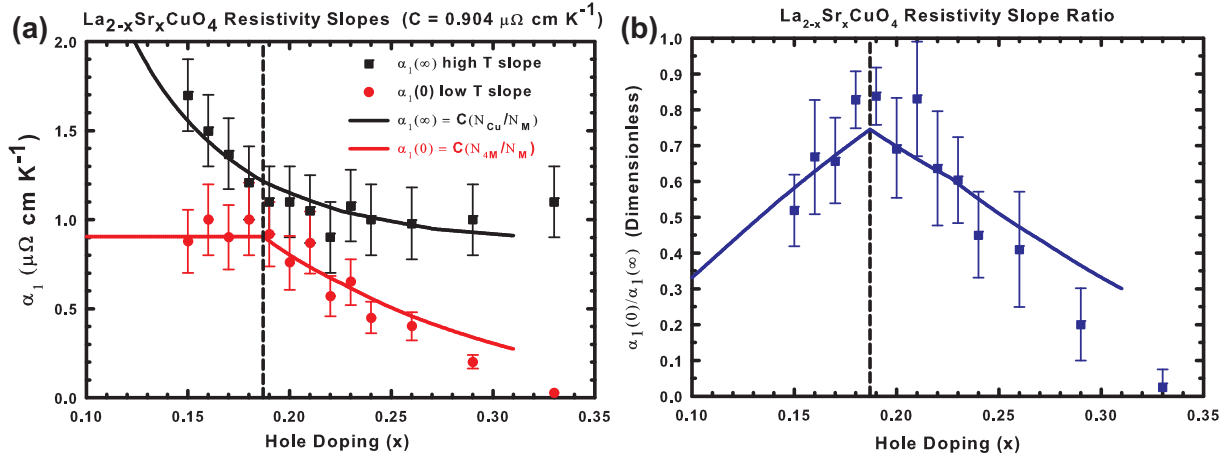 (a)
La2-xSrxCuO4 Resistivity Slopes (C = 0.904 μΩ cm K-1)
2.0
1.5
1.0
0.5
0.0
α1 (μΩ cm K-1)
α1(∞) high T slope
α1(0) low T slope
α1(∞) = C(NCu/NM)
α1(0) = C(N4M/NM)
0.10 0.15 0.20 0.25 0.30 0.35
Hole Doping (x)
(b)
La2-xSrxCuO4 Resistivity Slope Ratio
1.0
0.9
0.8
0.7
0.6
0.5
0.4
0.3
0.2
0.1
0.0
α1(0)/α1(∞) (Dimensionless)
0.10 0.15 0.20 0.25 0.30 0.35
Hole Doping (x)